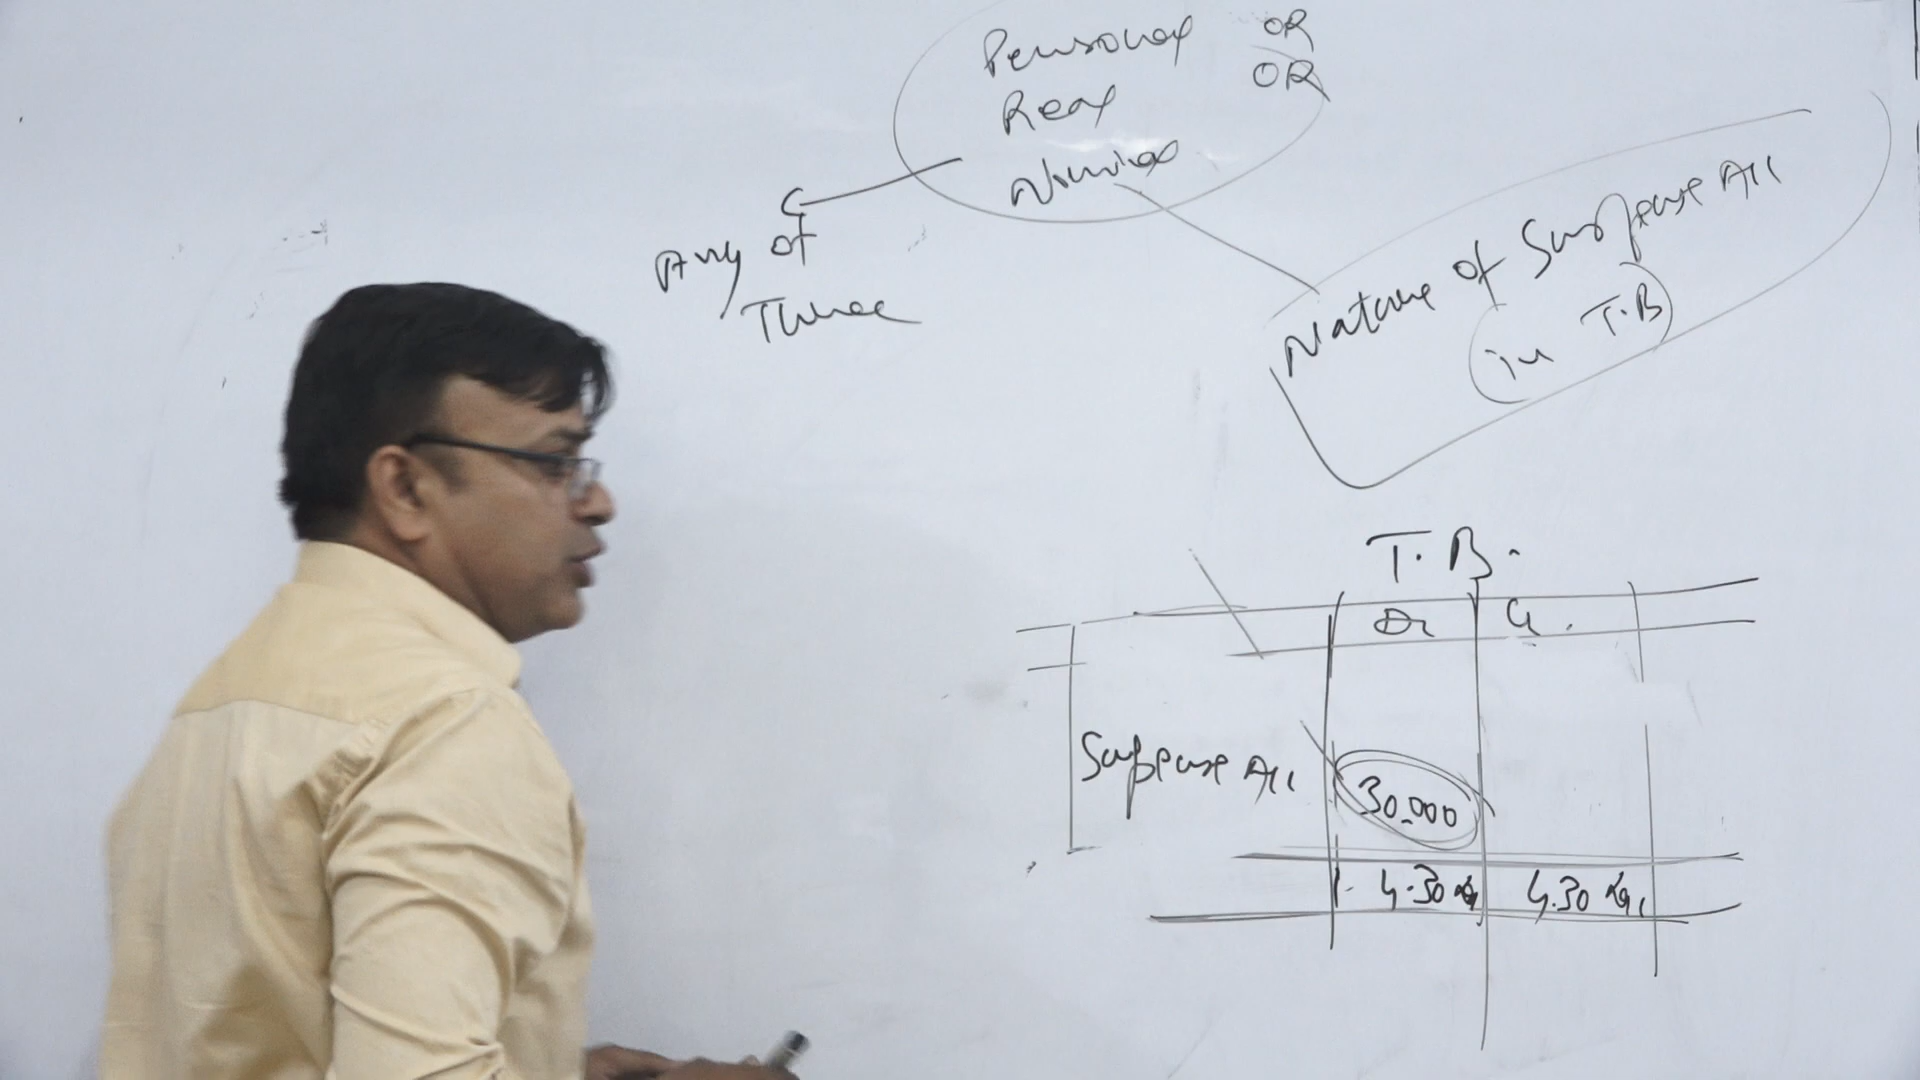 Personal OR
Real OR
Nominal
Any of
Three
Nature of Suspense A/c
in T.B
T.B.
Dr Cr.
Suspense A/c 30,000
4.30 4.30